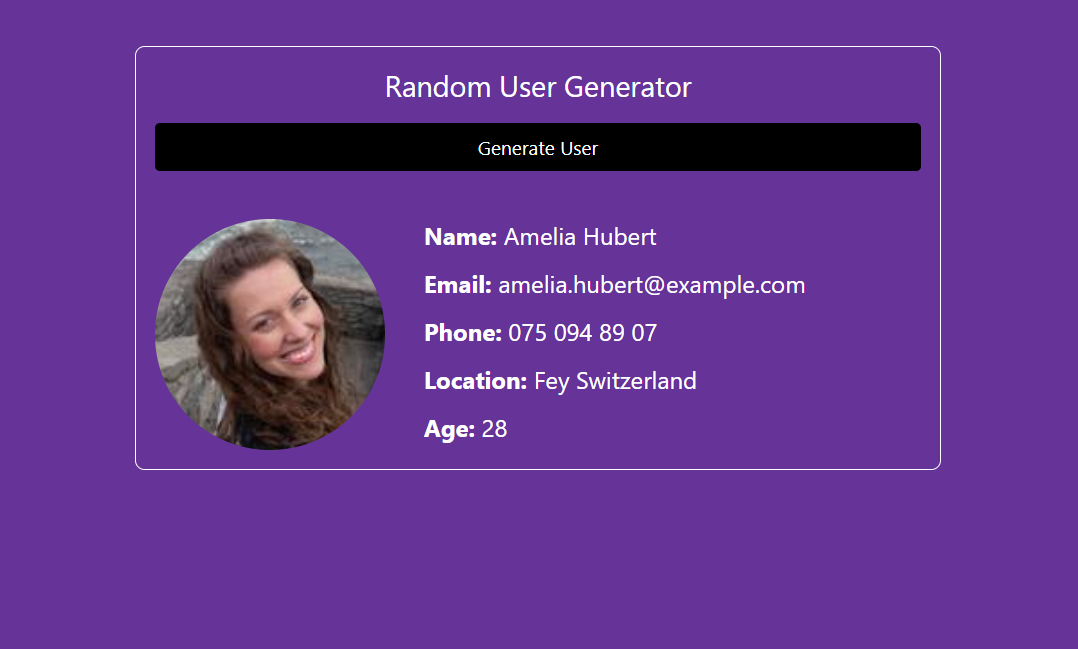 Random User Generator
Generate User
Name: Amelia Hubert
Email: amelia.hubert@example.com
Phone: 075 094 89 07
Location: Fey Switzerland
Age: 28